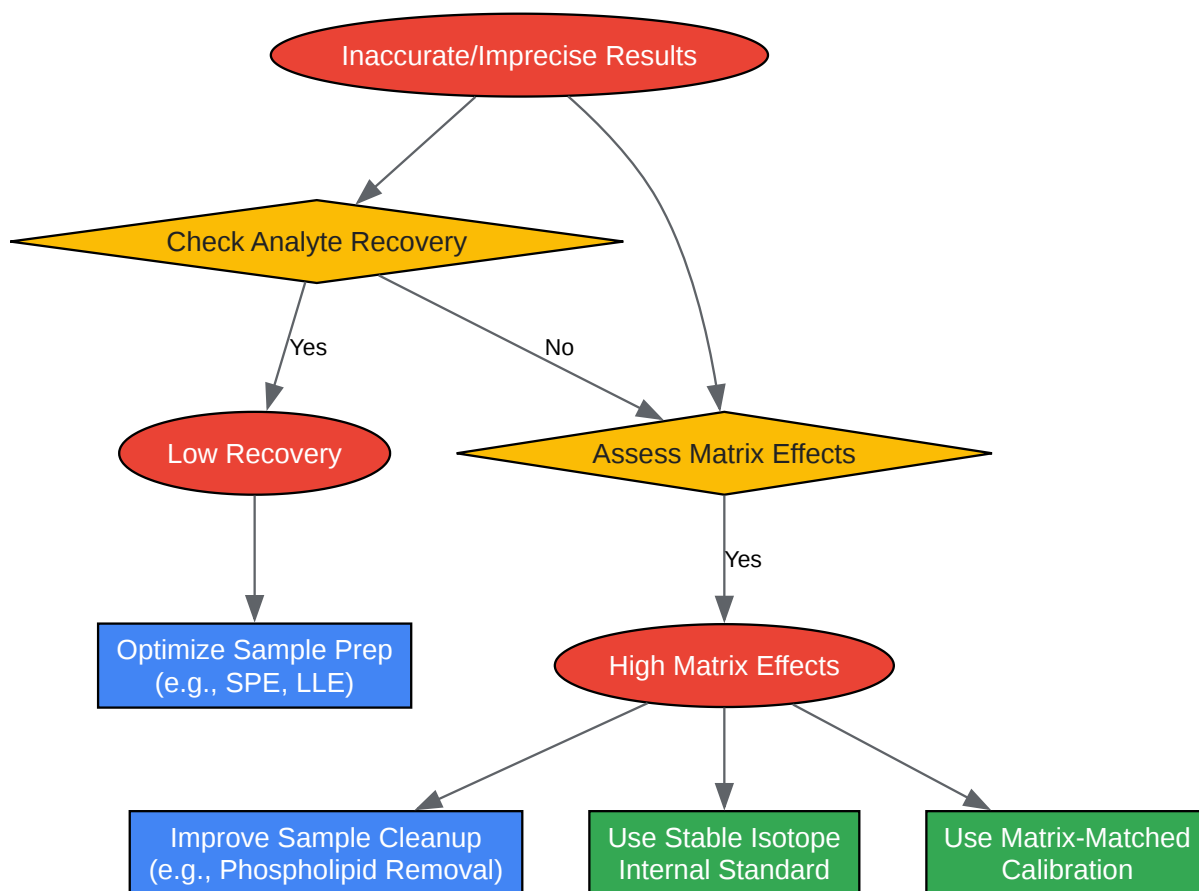 Inaccurate/Imprecise Results
Check Analyte Recovery
Yes
No
Low Recovery
Assess Matrix Effects
Yes
Optimize Sample Prep
(e.g., SPE, LLE)
High Matrix Effects
Improve Sample Cleanup
(e.g., Phospholipid Removal)
Use Stable Isotope
Internal Standard
Use Matrix-Matched
Calibration